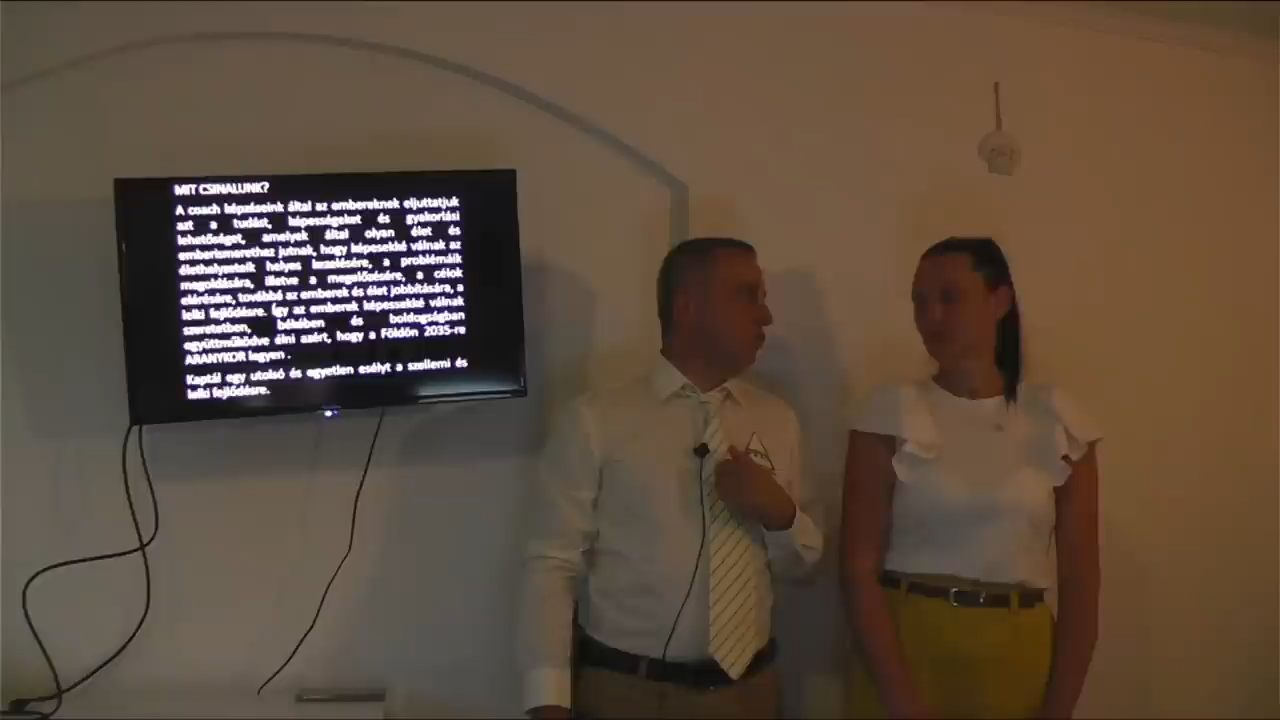 MIT CSINALUNK?
A coach képzéseink által az embereknek eljuttatjuk
azt a tudást, képességeket és gyakorlási
lehetőséget, amelyek által olyan élet és
emberismerethez jutnak, hogy képesekké válnak az
élethelyzeteik helyes kezelésére, a problémáik
megoldására, illetve a megelőzésére, a célok
elérésére, továbbá az emberek és élet jobbítására, a
lelki fejlődésre. Így az emberek képessekké válnak
szeretetben, békében és boldogságban
együttműködve élni azért, hogy a Földön 2035-re
ARANYKOR legyen .
Kaptál egy utolsó és egyetlen esélyt a szellemi és
lelki fejlődésre.